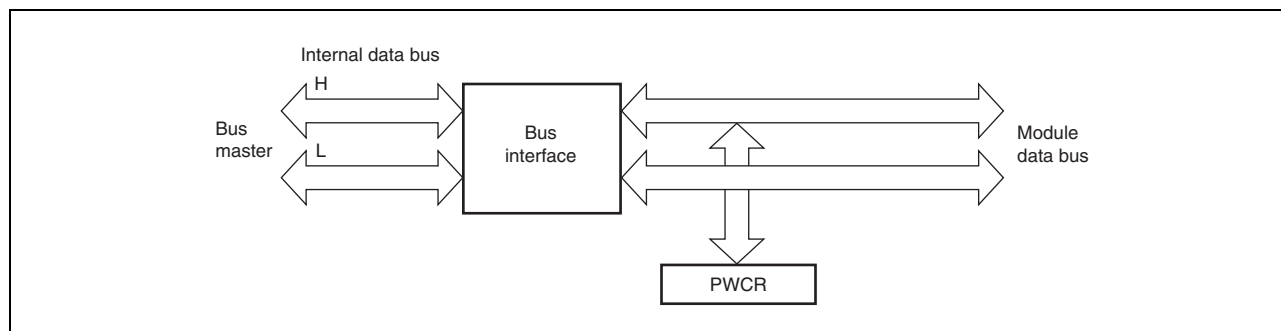 Internal data bus
H
Bus
master
L
Bus
interface
Module
data bus
PWCR